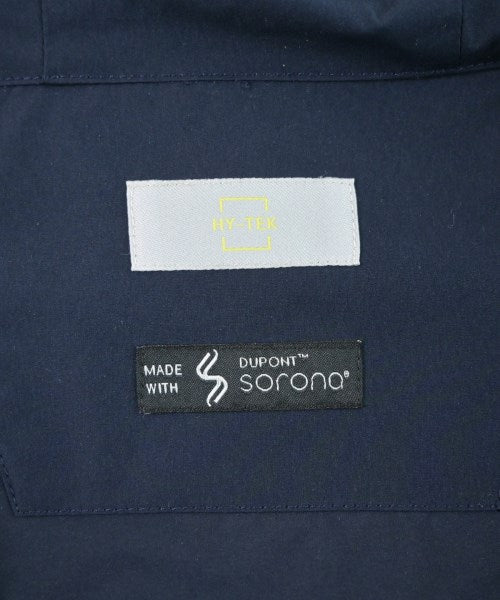 HY-TEK
MADE
WITH
DUPONT™
sorona®